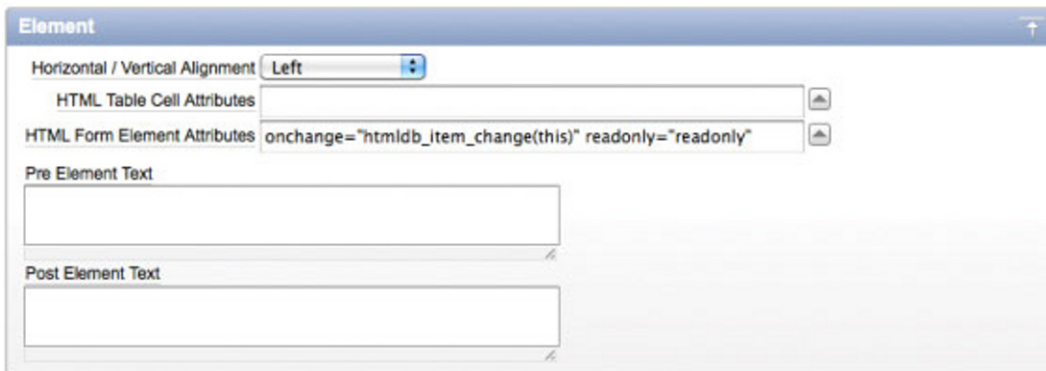 Element
Horizontal / Vertical Alignment Left
HTML Table Cell Attributes
HTML Form Element Attributes onchange="htmldb_item_change(this)" readonly="readonly"
Pre Element Text
Post Element Text